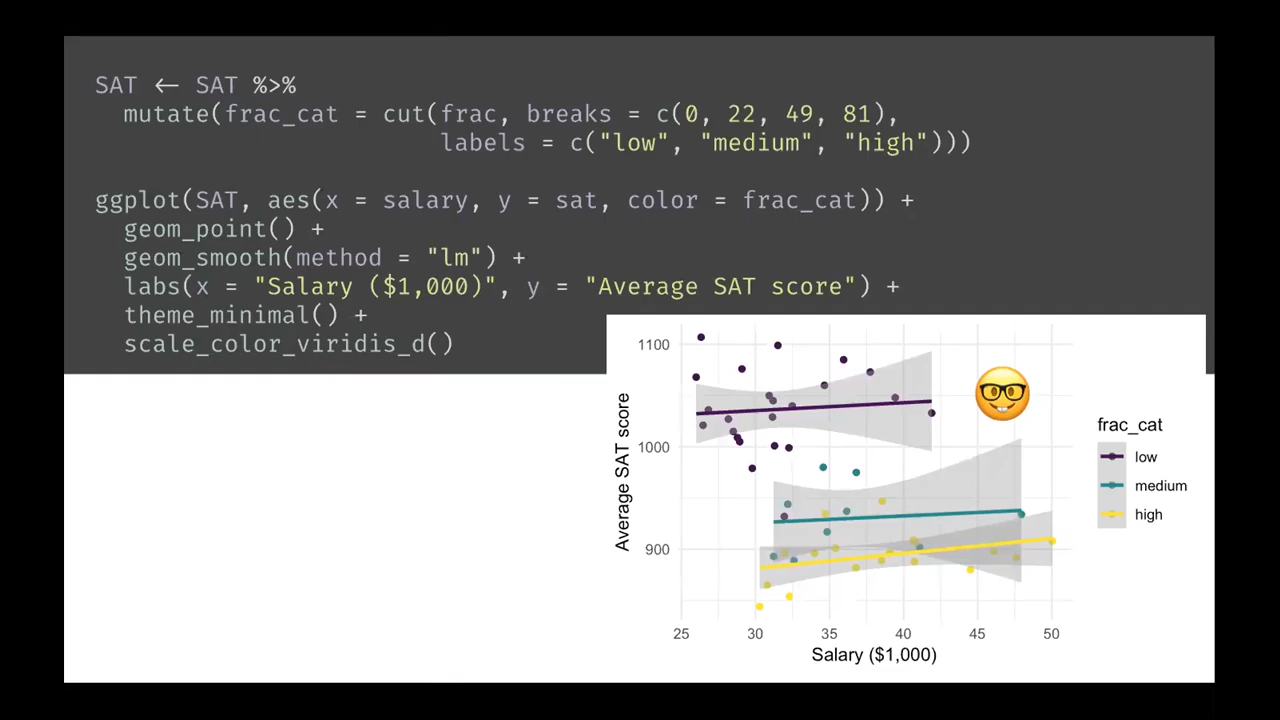 SAT <- SAT %>%
mutate(frac_cat = cut(frac, breaks = c(0, 22, 49, 81),
labels = c("low", "medium", "high")))
ggplot(SAT, aes(x = salary, y = sat, color = frac_cat)) +
geom_point() +
geom_smooth(method = "lm") +
labs(x = "Salary ($1,000)", y = "Average SAT score") +
theme_minimal() +
scale_color_viridis_d()
1100
1000
900
Average SAT score
25 30 35 40 45 50
Salary ($1,000)
frac_cat
low
medium
high